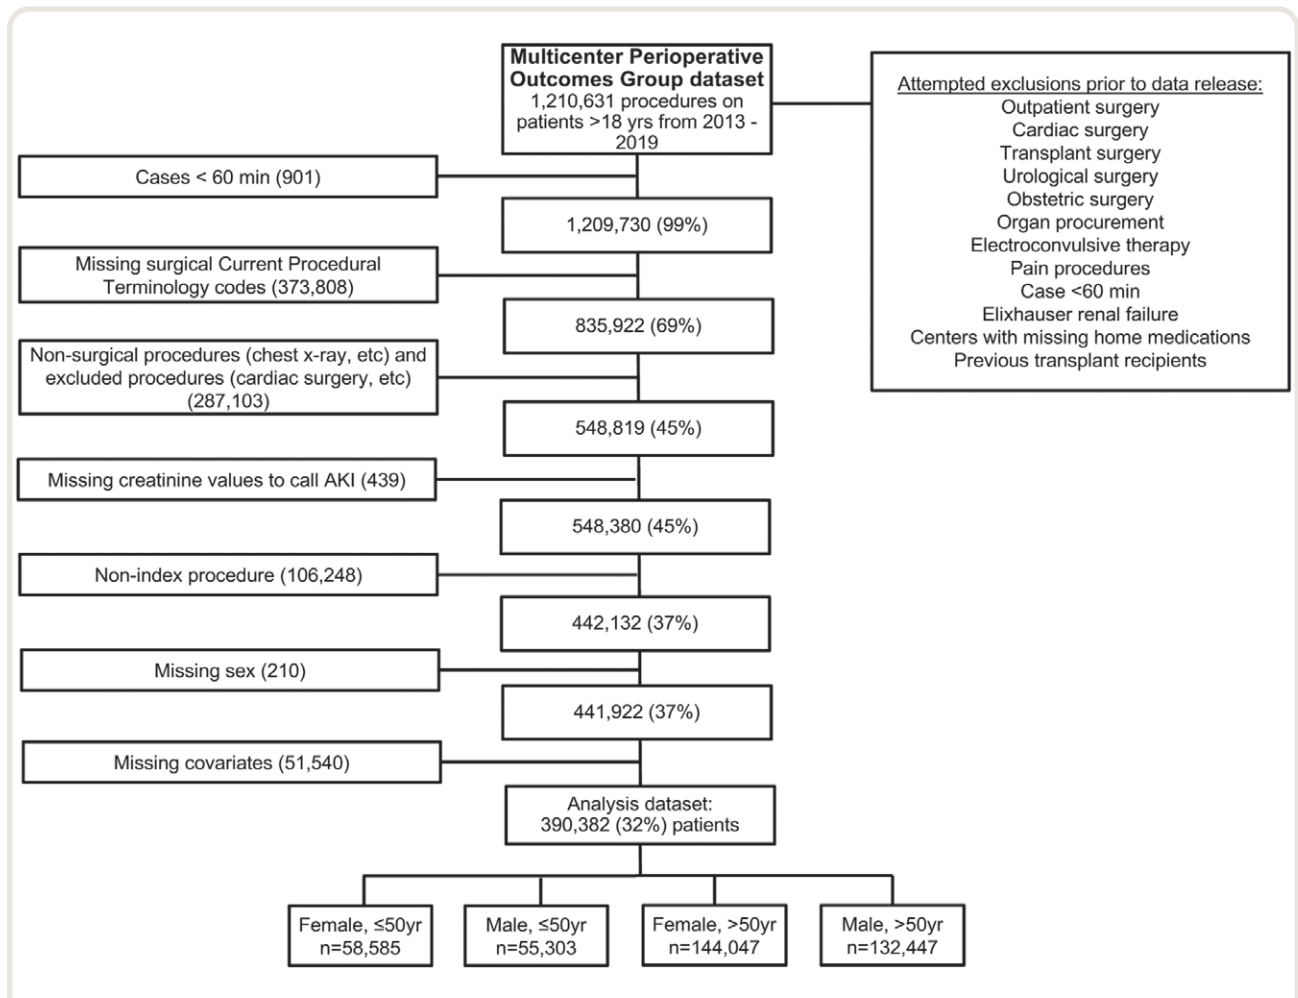 Multicenter Perioperative
Outcomes Group dataset
1,210,631 procedures on
patients >18 yrs from 2013 -
2019
Attempted exclusions prior to data release:
Outpatient surgery
Cardiac surgery
Transplant surgery
Urological surgery
Obstetric surgery
Organ procurement
Electroconvulsive therapy
Pain procedures
Case <60 min
Elixhauser renal failure
Centers with missing home medications
Previous transplant recipients
Cases < 60 min (901)
1,209,730 (99%)
Missing surgical Current Procedural
Terminology codes (373,808)
835,922 (69%)
Non-surgical procedures (chest x-ray, etc) and
excluded procedures (cardiac surgery, etc)
(287,103)
548,819 (45%)
Missing creatinine values to call AKI (439)
548,380 (45%)
Non-index procedure (106,248)
442,132 (37%)
Missing sex (210)
441,922 (37%)
Missing covariates (51,540)
Analysis dataset:
390,382 (32%) patients
Female, ≤50yr
n=58,585
Male, ≤50yr
n=55,303
Female, >50yr
n=144,047
Male, >50yr
n=132,447